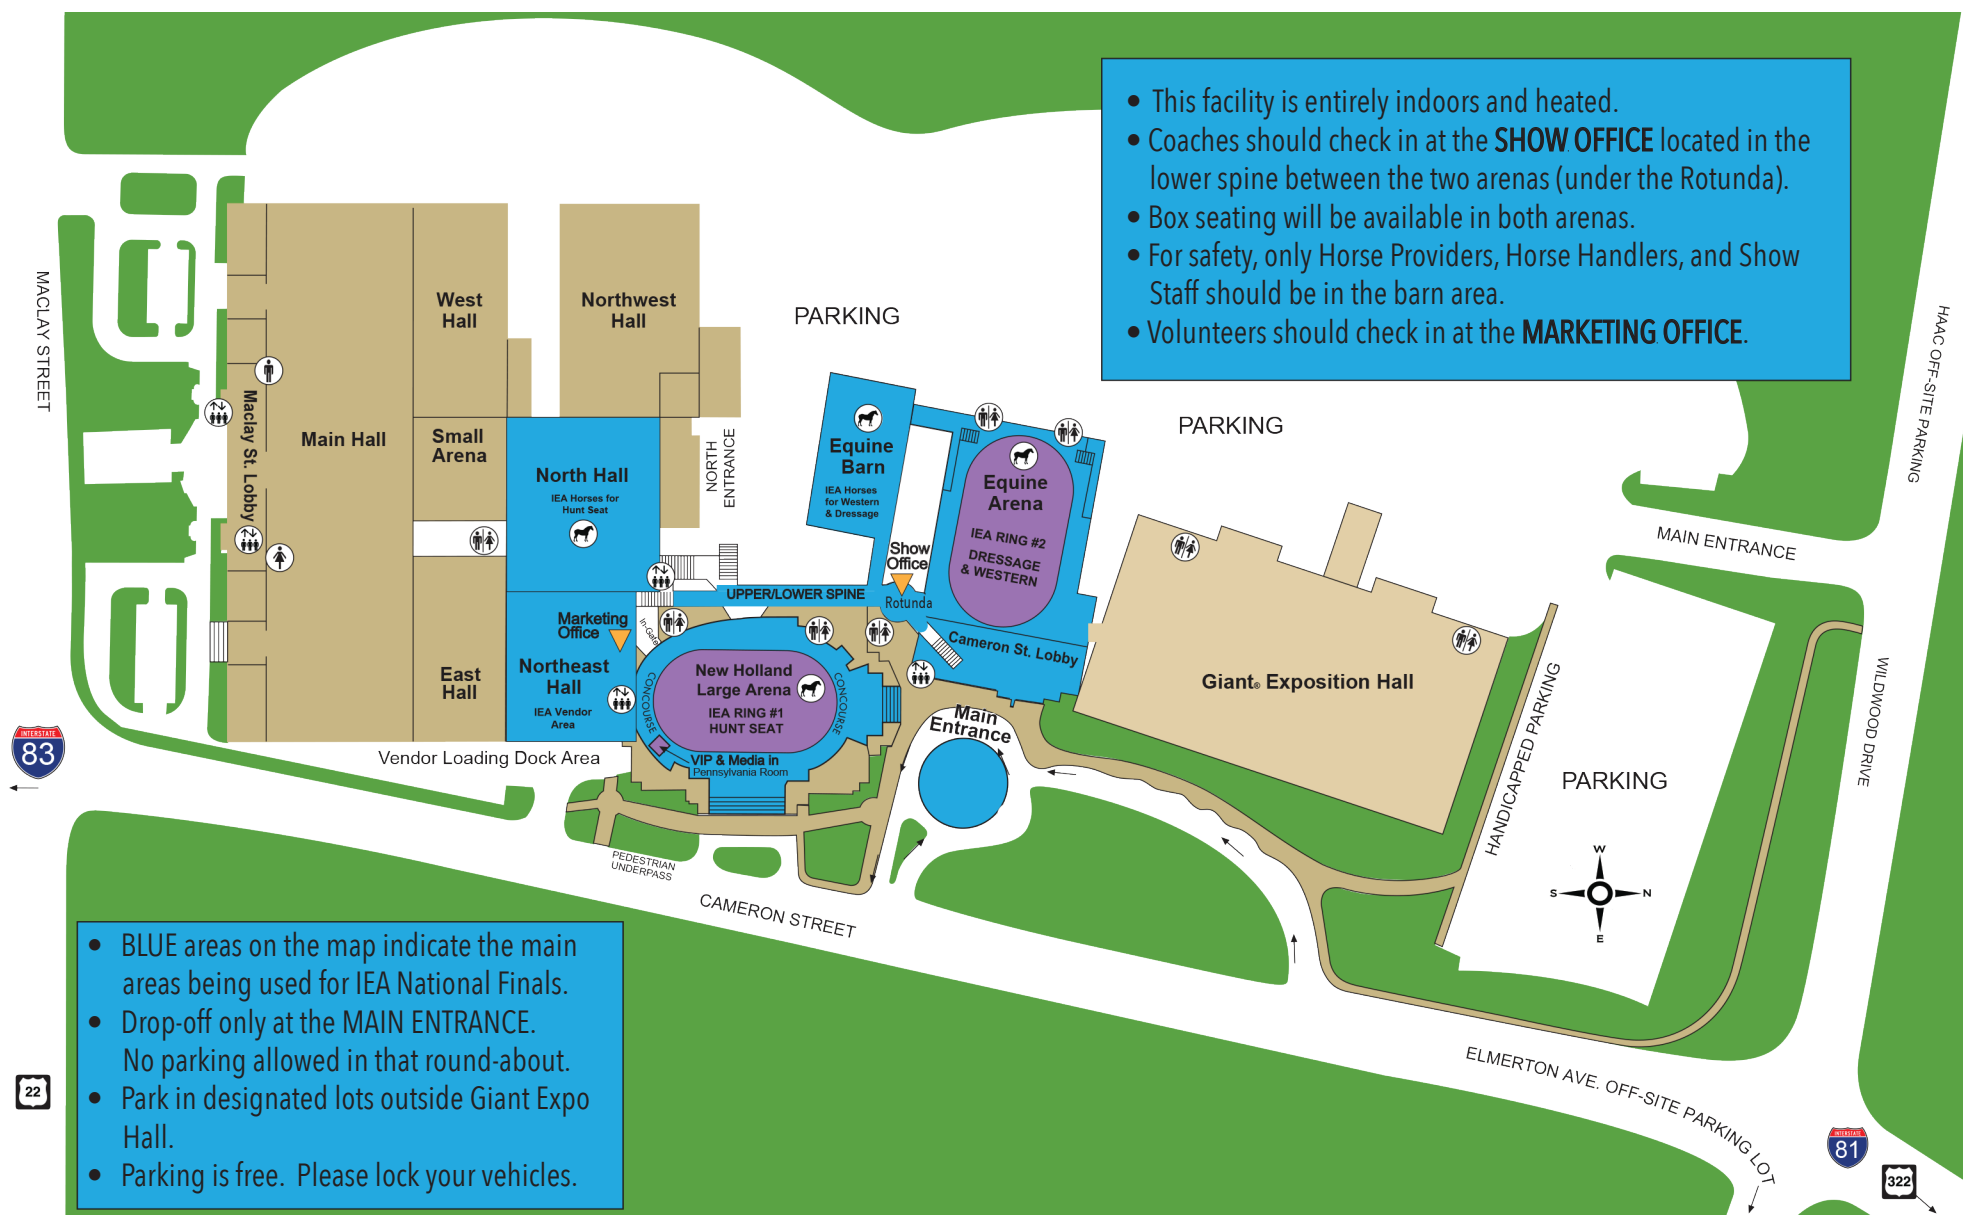 • This facility is entirely indoors and heated.
• Coaches should check in at the SHOW OFFICE located in the
lower spine between the two arenas (under the Rotunda).
• Box seating will be available in both arenas.
• For safety, only Horse Providers, Horse Handlers, and Show
Staff should be in the barn area.
• Volunteers should check in at the MARKETING OFFICE.
MACLAY STREET
West
Hall
Northwest
Hall
PARKING
HAAC OFF-SITE PARKING
Maclay St. Lobby
Main Hall
Small
Arena
North Hall
IEA Horses for
Hunt Seat
NORTH
ENTRANCE
Equine
Barn
IEA Horses
for Western
& Dressage
PARKING
Equine
Arena
IEA RING #2
DRESSAGE
& WESTERN
MAIN ENTRANCE
Show
Office
Rotunda
UPPER/LOWER SPINE
Marketing
Office
In-Gate
Cameron St. Lobby
East
Hall
Northeast
Hall
IEA Vendor
Area
CONCOURSE
New Holland
Large Arena
IEA RING #1
HUNT SEAT
CONCOURSE
VIP & Media in
Pennsylvania Room
Main
Entrance
Giant® Exposition Hall
HANDICAPPED PARKING
WILDWOOD DRIVE
PARKING
INTERSTATE
83
Vendor Loading Dock Area
PEDESTRIAN
UNDERPASS
CAMERON STREET
W
S
N
E
• BLUE areas on the map indicate the main
areas being used for IEA National Finals.
• Drop-off only at the MAIN ENTRANCE.
No parking allowed in that round-about.
• Park in designated lots outside Giant Expo
Hall.
• Parking is free. Please lock your vehicles.
22
ELMERTON AVE. OFF-SITE PARKING LOT
INTERSTATE
81
322